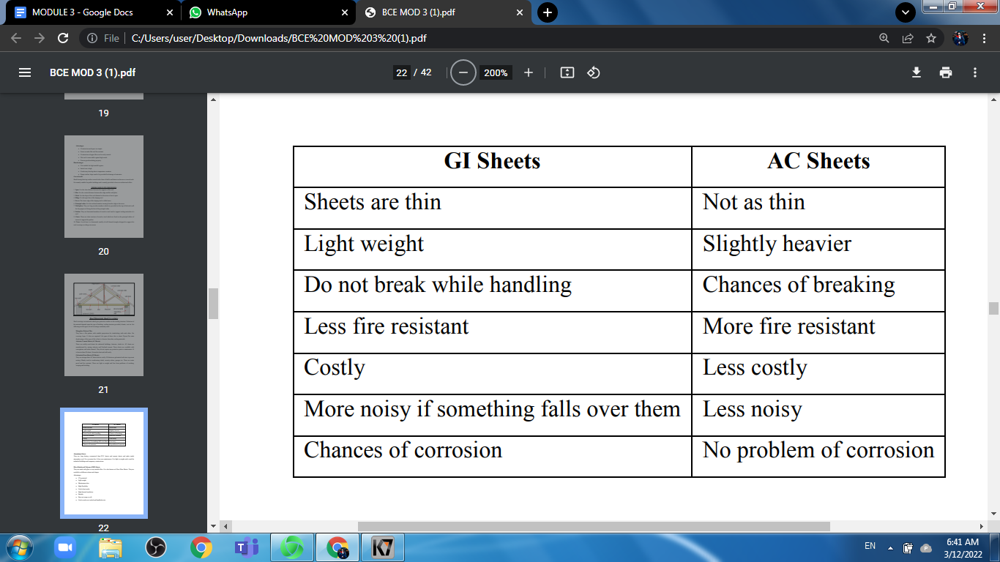 MODULE 3 - Google Docs
WhatsApp
BCE MOD 3 (1).pdf
File C:/Users/user/Desktop/Downloads/BCE%20MOD%203%20(1).pdf
BCE MOD 3 (1).pdf
22 / 42
200%
19
20
21
22
GI Sheets AC Sheets
Sheets are thin Not as thin
Light weight Slightly heavier
Do not break while handling Chances of breaking
Less fire resistant More fire resistant
Costly Less costly
More noisy if something falls over them Less noisy
Chances of corrosion No problem of corrosion
K7
EN
6:41 AM
3/12/2022